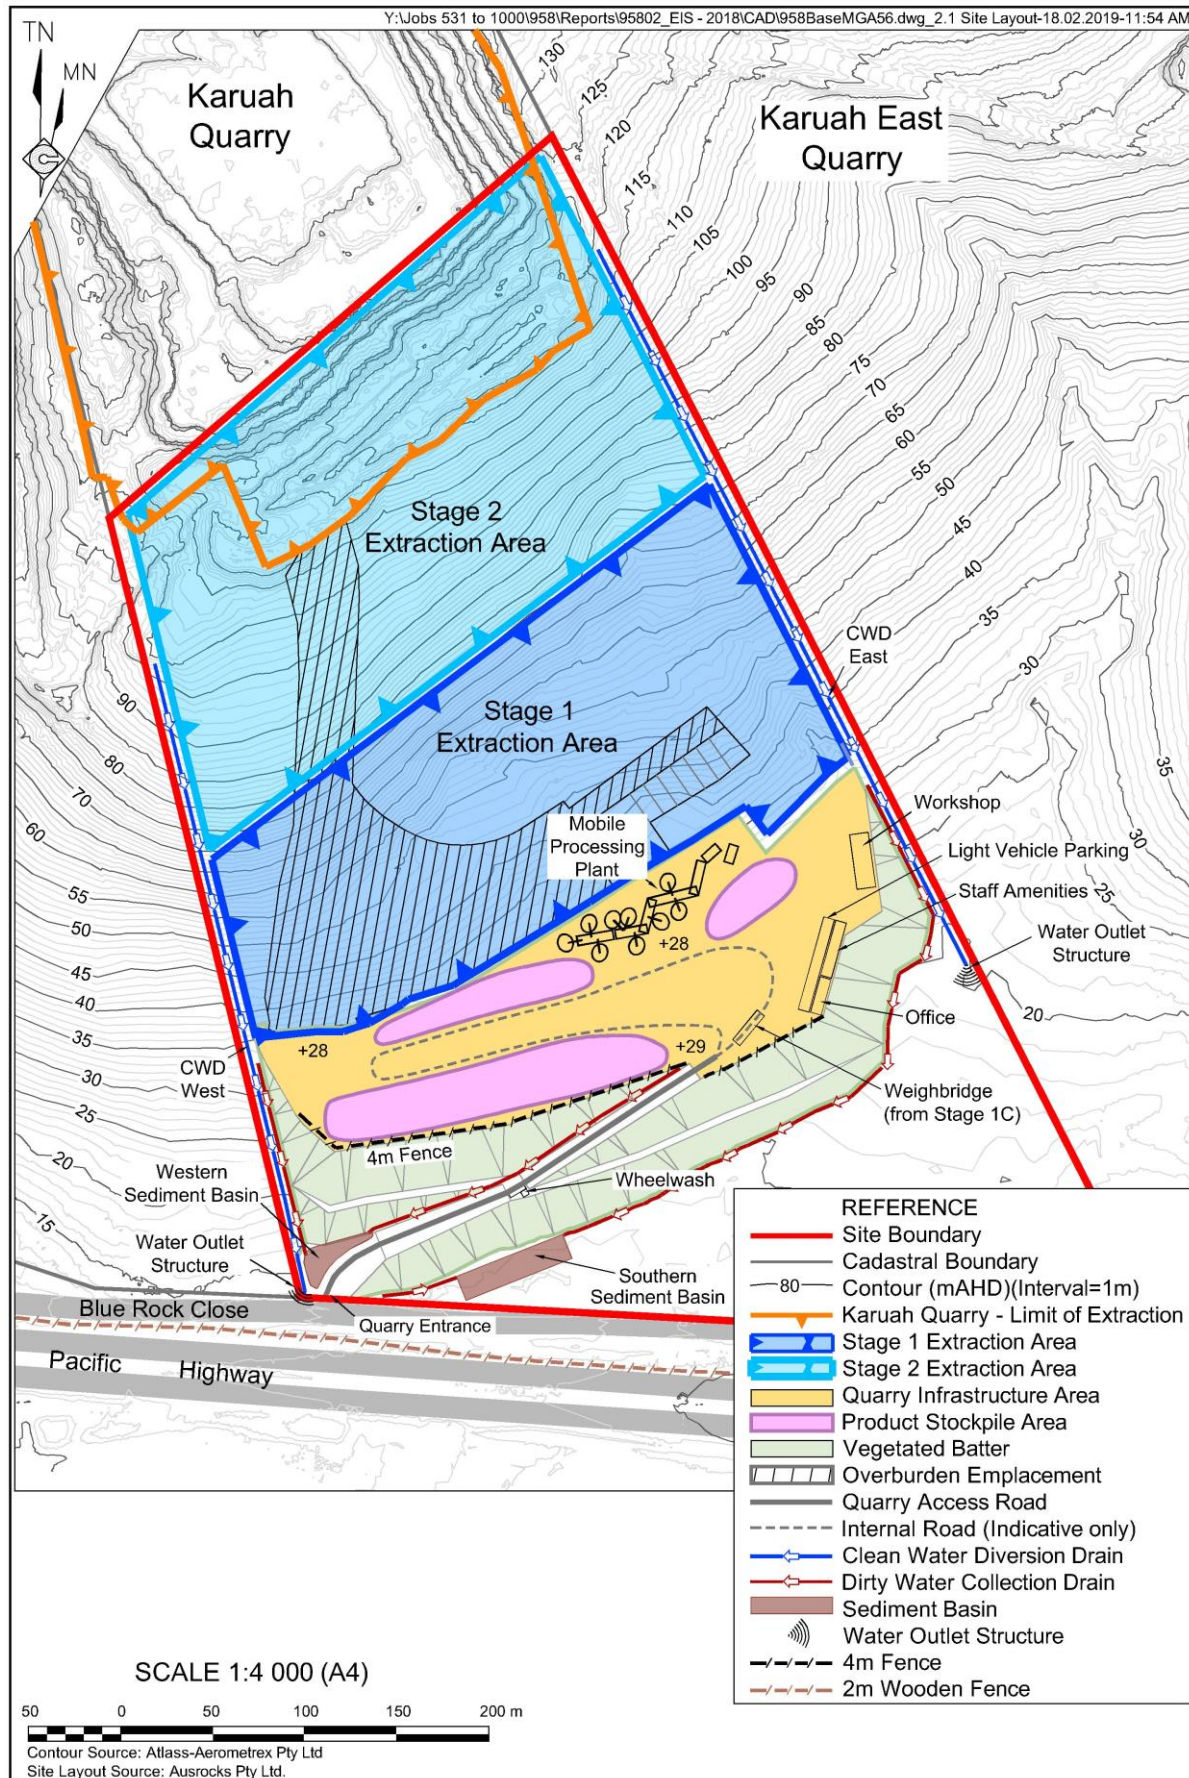 Y:\Jobs 531 to 1000\958\Reports\95802_EIS - 2018\CAD\958BaseMGA56.dwg_2.1 Site Layout-18.02.2019-11:54 AM
TN
MN
Karuah
Quarry
Karuah East
Quarry
130
125
120
115
110
105
100
95
90
85
80
75
70
65
60
55
50
45
40
35
30
35
30
25
20
Stage 2
Extraction Area
Stage 1
Extraction Area
CWD
East
90
80
70
60
55
50
45
40
35
30
25
20
15
Mobile
Processing
Plant
Workshop
Light Vehicle Parking
Staff Amenities
Water Outlet
Structure
Office
Weighbridge
(from Stage 1C)
+28
+28
+29
CWD
West
4m Fence
Western
Sediment Basin
Wheelwash
Water Outlet
Structure
Southern
Sediment Basin
Quarry Entrance
Blue Rock Close
Pacific Highway
REFERENCE
Site Boundary
Cadastral Boundary
80 Contour (mAHD)(Interval=1m)
Karuah Quarry - Limit of Extraction
Stage 1 Extraction Area
Stage 2 Extraction Area
Quarry Infrastructure Area
Product Stockpile Area
Vegetated Batter
Overburden Emplacement
Quarry Access Road
Internal Road (Indicative only)
Clean Water Diversion Drain
Dirty Water Collection Drain
Sediment Basin
Water Outlet Structure
4m Fence
2m Wooden Fence
SCALE 1:4 000 (A4)
50 0 50 100 150 200 m
Contour Source: Atlass-Aerometrex Pty Ltd
Site Layout Source: Ausrocks Pty Ltd.